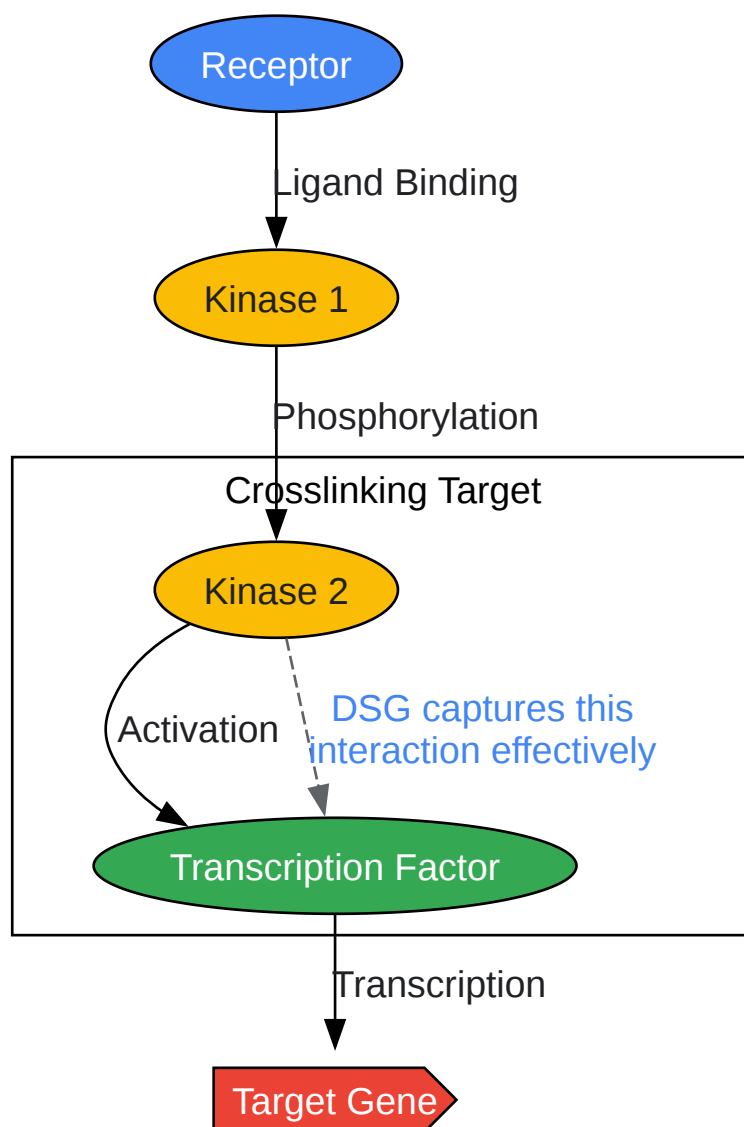 Receptor
Ligand Binding
Kinase 1
Phosphorylation
Crosslinking Target
Kinase 2
Activation
DSG captures this
interaction effectively
Transcription Factor
Transcription
Target Gene